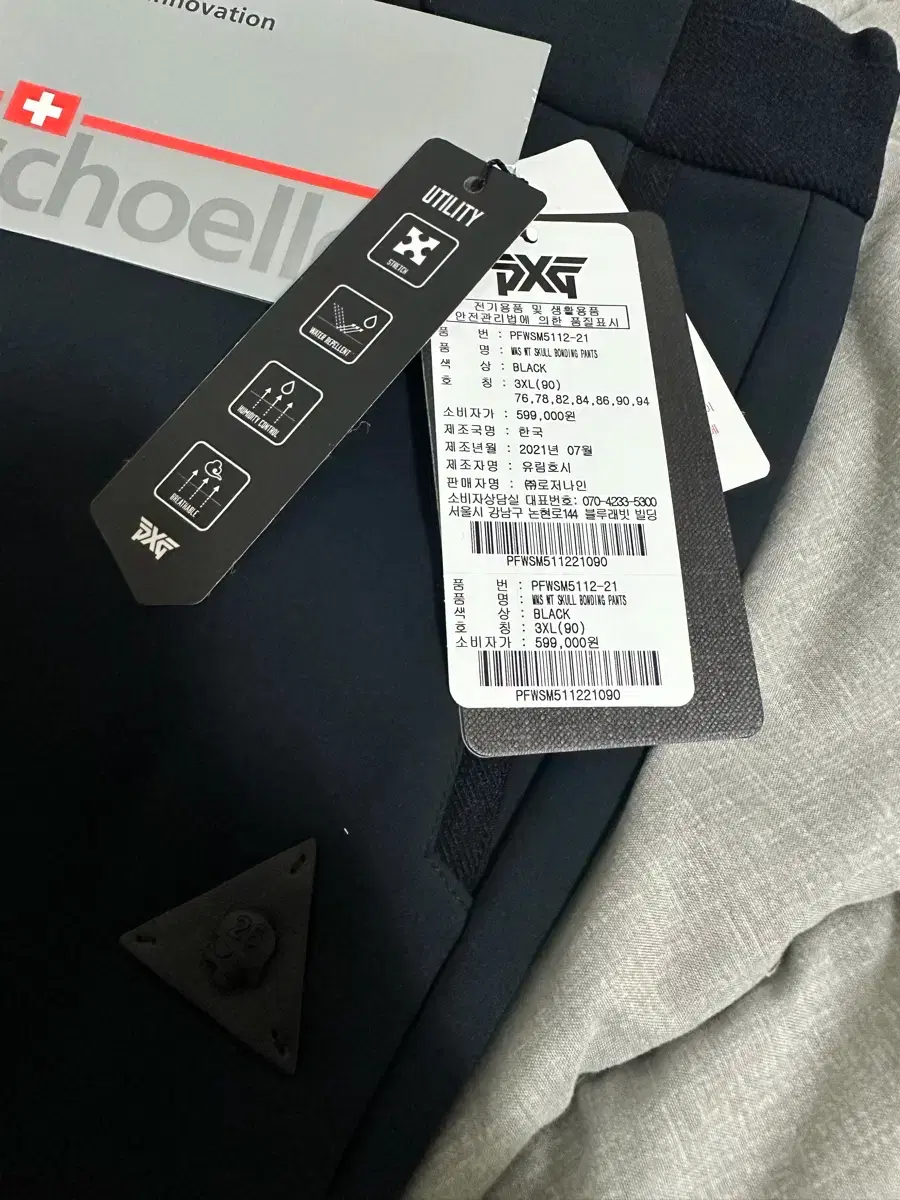 innovation
choell
UTILITY
STRETCH
WATER REPELLENT
HUMIDITY CONTROL
BREATHABLE
PXG
PXG
전기용품 및 생활용품
안전관리법에 의한 품질표시
품 번 : PFWSM5112-21
품 명 : WAS NT SKULL BONDING PANTS
색 상 : BLACK
호 칭 : 3XL(90)
76,78,82,84,86,90,94
소비자가 : 599,000원
제조국명 : 한국
제조년월 : 2021년 07월
제조자명 : 유림호시
판매자명 : ㈜로저나인
소비자상담실 대표번호: 070-4233-5300
서울시 강남구 논현로144 블루래빗 빌딩
PFWSM511221090
품 번 : PFWSM5112-21
품 명 : WAS NT SKULL BONDING PANTS
색 상 : BLACK
호 칭 : 3XL(90)
소비자가 : 599,000원
PFWSM511221090
26